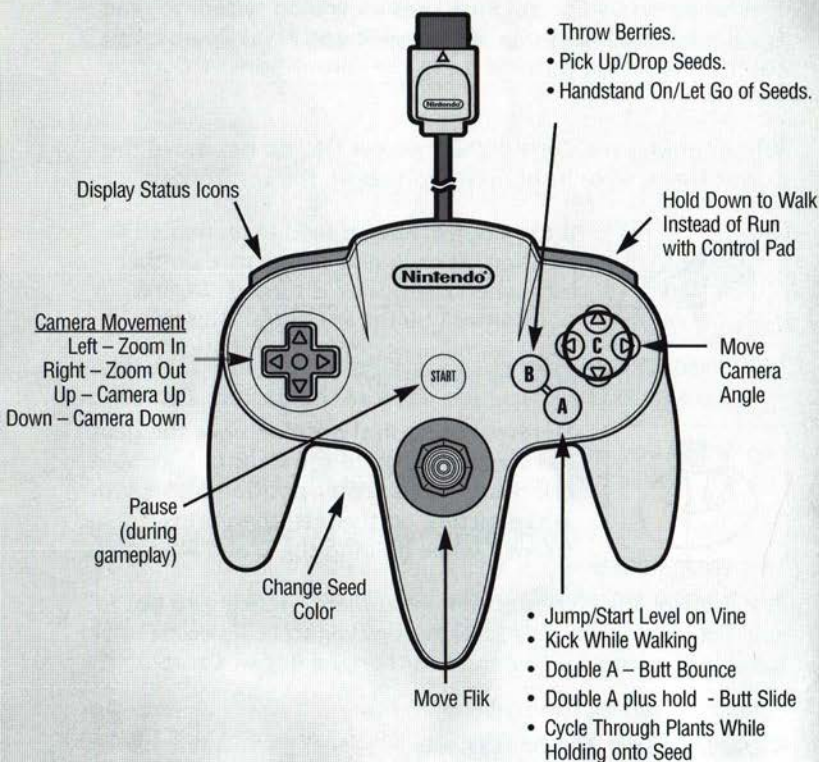 • Throw Berries.
• Pick Up/Drop Seeds.
• Handstand On/Let Go of Seeds.
Nintendo
Display Status Icons
Hold Down to Walk
Instead of Run
with Control Pad
Nintendo®
Camera Movement
Left – Zoom In
Right – Zoom Out
Up – Camera Up
Down – Camera Down
START
B
A
C
Move
Camera
Angle
Pause
(during
gameplay)
Change Seed
Color
Move Flik
• Jump/Start Level on Vine
• Kick While Walking
• Double A – Butt Bounce
• Double A plus hold - Butt Slide
• Cycle Through Plants While
Holding onto Seed